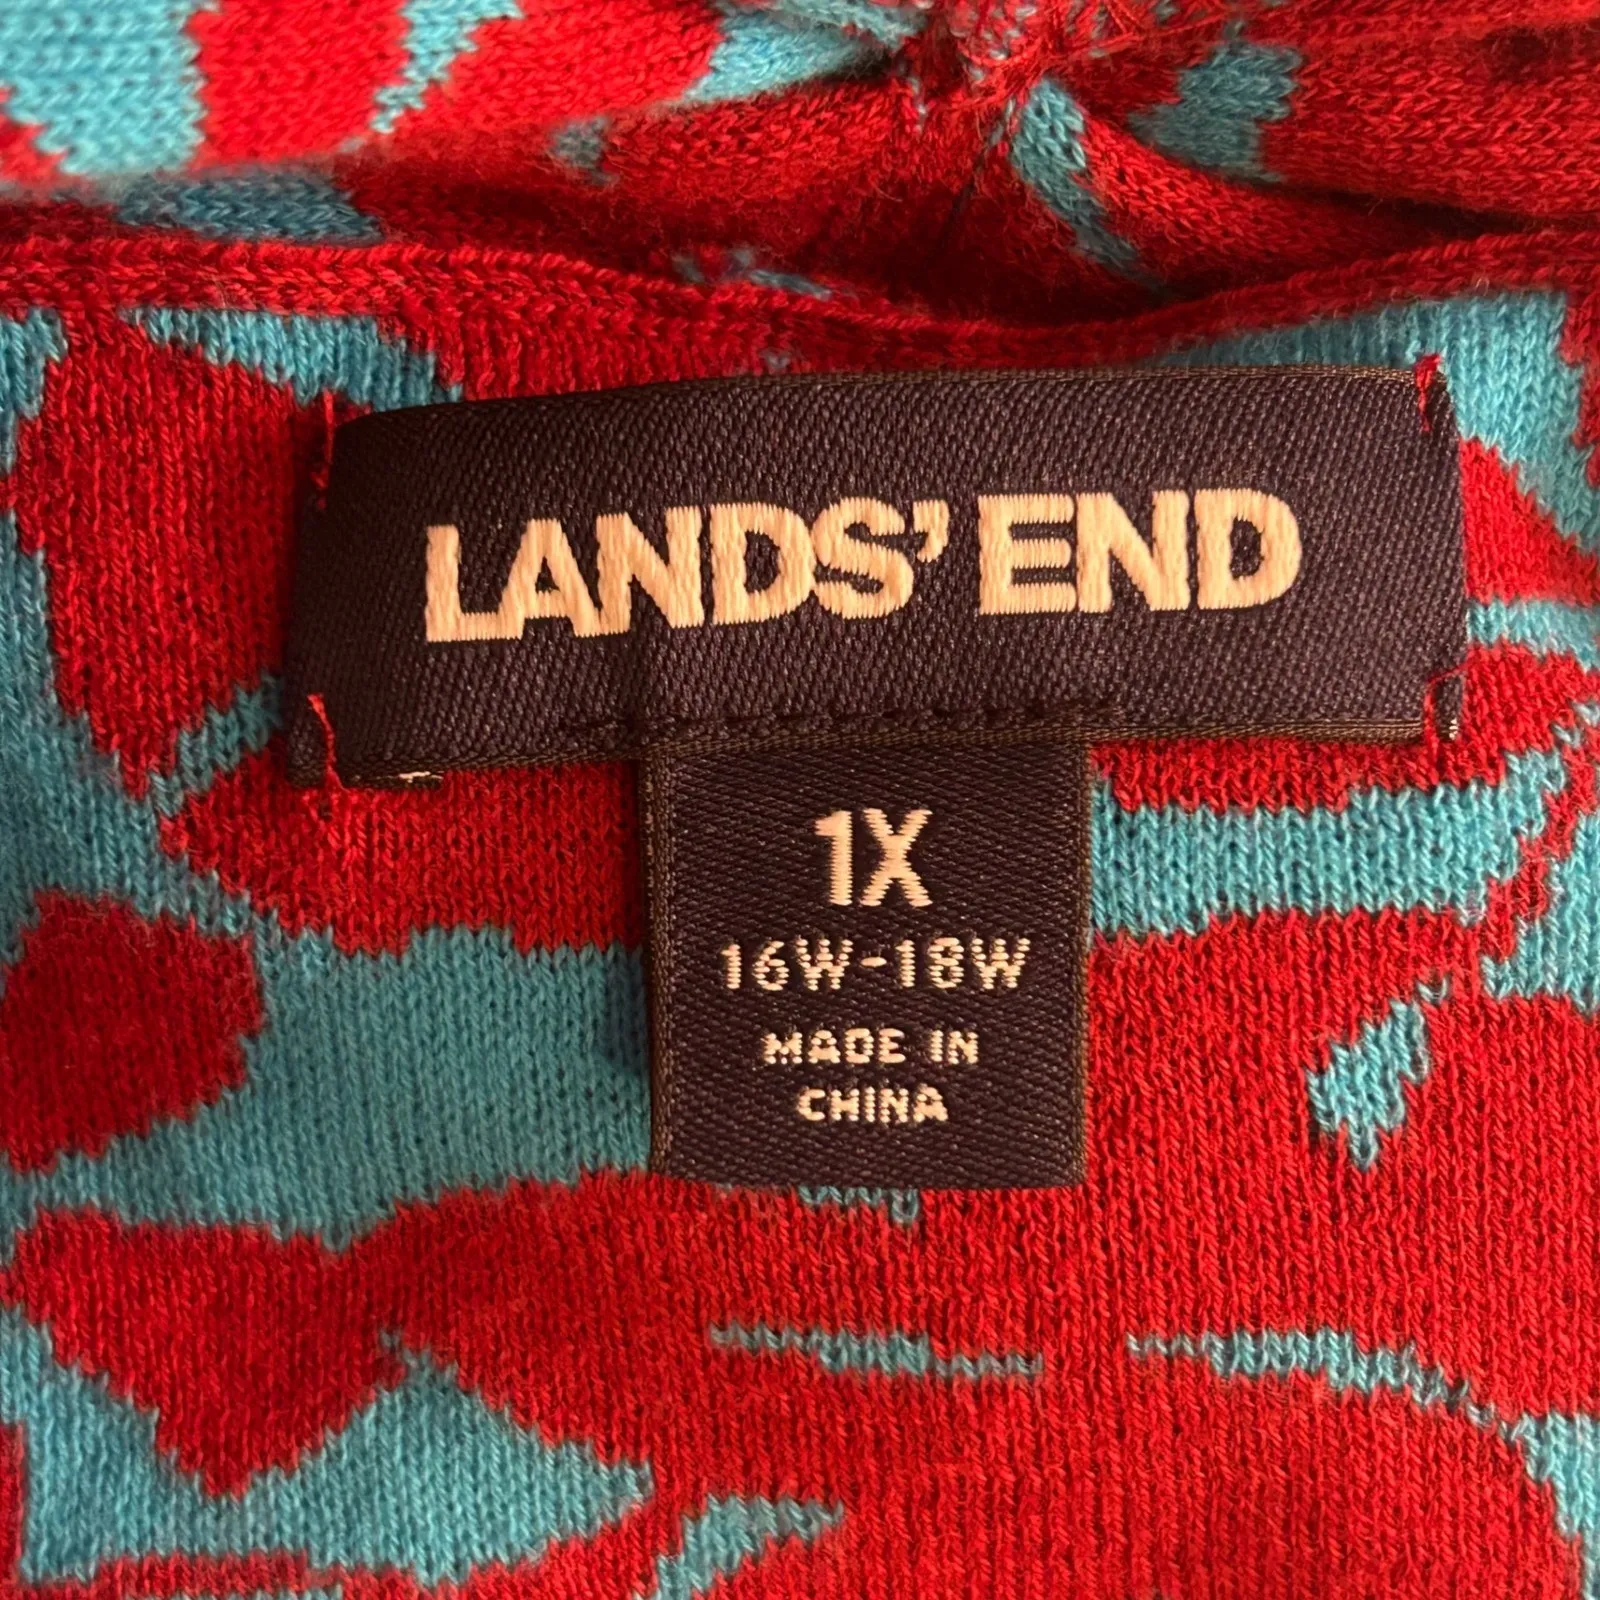 LANDS' END
1X
16W-18W
MADE IN
CHINA